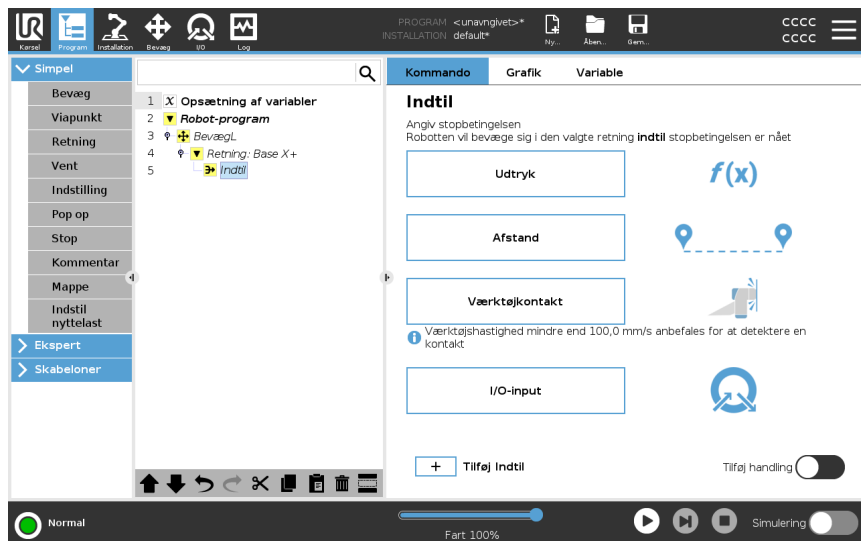 UR
Kørsel
Program
Installation
Bevæg
I/O
Log
PROGRAM <unavngivet>*
INSTALLATION default*
Ny...
Åben...
Gem...
CCCC
CCCC
Simpel
Bevæg
Viapunkt
Retning
Vent
Indstilling
Pop op
Stop
Kommentar
Mappe
Indstil
nyttelast
Ekspert
Skabeloner
1 X Opsætning af variabler
2 Robot-program
3 BevægL
4 Retning: Base X+
5 Indtil
Kommando Grafik Variable
Indtil
Angiv stopbetingelsen
Robotten vil bevæge sig i den valgte retning indtil stopbetingelsen er nået
Udtryk
f(x)
Afstand
Værktøjkontakt
Værktøjshastighed mindre end 100,0 mm/s anbefales for at detektere en
kontakt
I/O-input
+ Tilføj Indtil
Tilføj handling
Normal
Fart 100%
Simulering